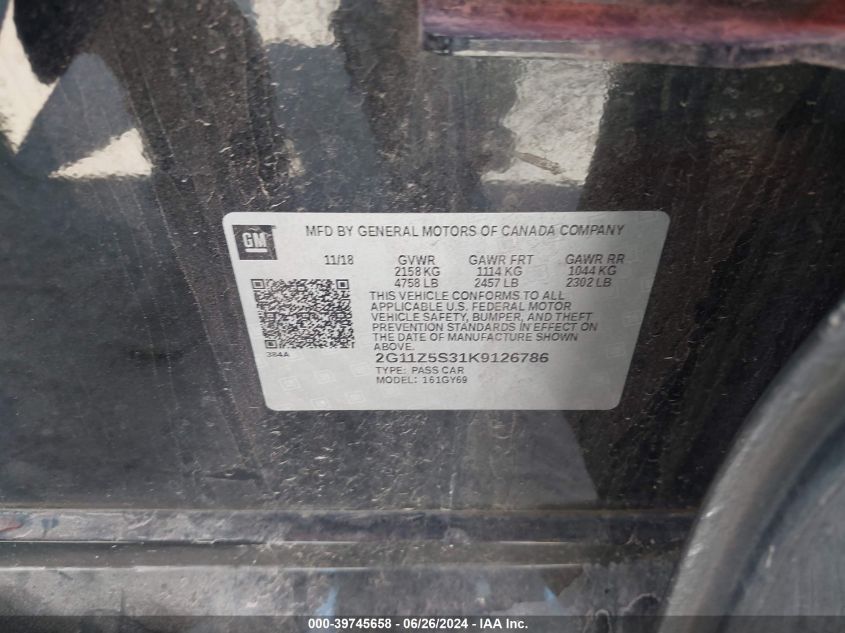 GM
MFD BY GENERAL MOTORS OF CANADA COMPANY
11/18 GVWR GAWR FRT GAWR RR
2158 KG 1114 KG 1044 KG
4758 LB 2457 LB 2302 LB
THIS VEHICLE CONFORMS TO ALL
APPLICABLE U.S. FEDERAL MOTOR
VEHICLE SAFETY, BUMPER, AND THEFT
PREVENTION STANDARDS IN EFFECT ON
THE DATE OF MANUFACTURE SHOWN
ABOVE.
384A
2G11Z5S31K9126786
TYPE: PASS CAR
MODEL: 161GY69
000-39745658 - 06/26/2024 - IAA Inc.